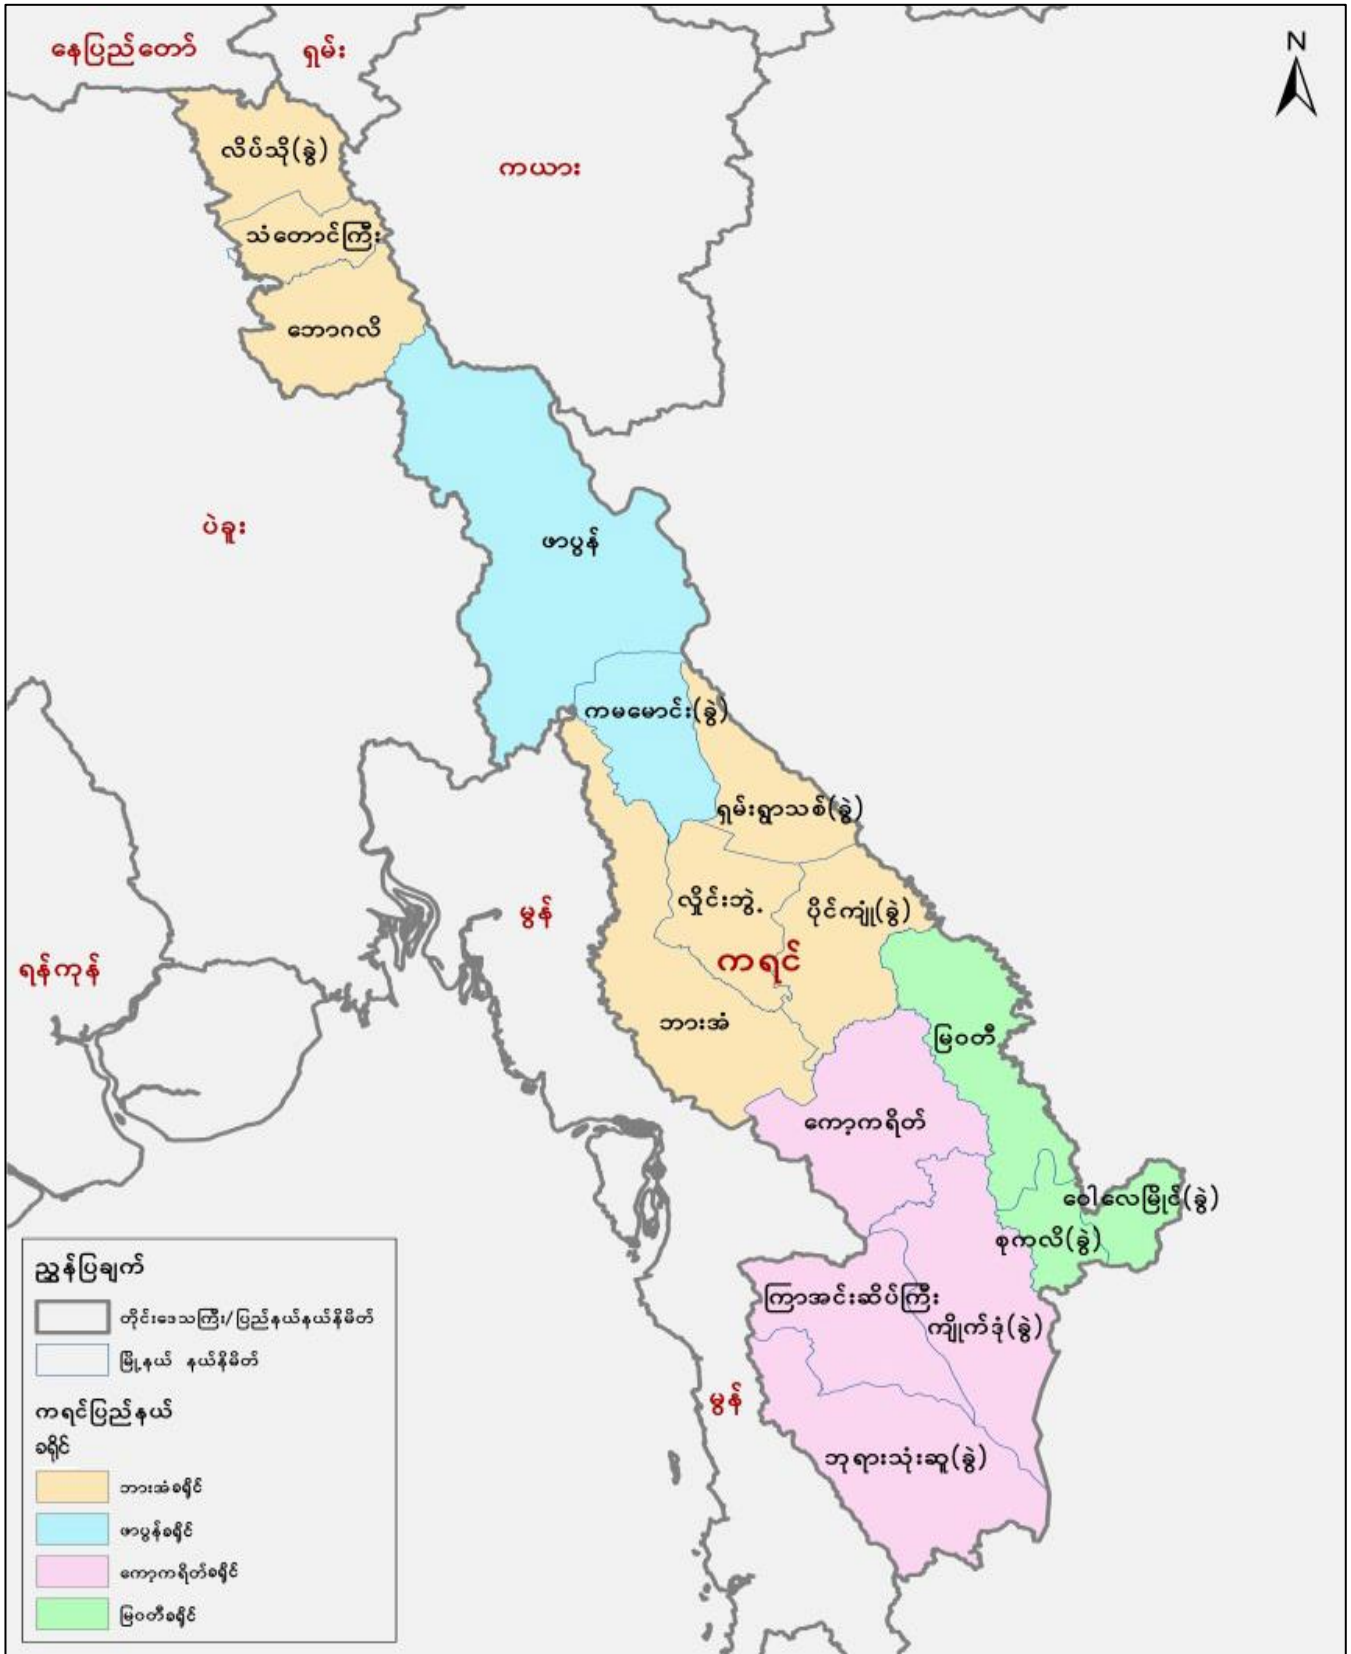 နေပြည်တော်
ရှမ်း
N
လိပ်သို(ခွဲ)
ကယား
သံတောင်ကြီး
ဘောဂလိ
ပဲခူး
ဖာပွန်
ကမမောင်း(ခွဲ)
ရှမ်းရွာသစ်(ခွဲ)
လှိုင်းဘွဲ့
ပိုင်ကျုံ(ခွဲ)
မွန်
ကရင်
ရန်ကုန်
ဘားအံ
မြဝတီ
ကော့ကရိတ်
ဝေါလေမြိုင်(ခွဲ)
စုကလိ(ခွဲ)
ကြာအင်းဆိပ်ကြီး
ကျိုက်ဒုံ(ခွဲ)
မွန်
ဘုရားသုံးဆူ(ခွဲ)
ညွှန်ပြချက်
တိုင်းဒေသကြီး/ပြည်နယ်နယ်နိမိတ်
မြို့နယ် နယ်နိမိတ်
ကရင်ပြည်နယ်
ခရိုင်
ဘားအံခရိုင်
ဖာပွန်ခရိုင်
ကော့ကရိတ်ခရိုင်
မြဝတီခရိုင်